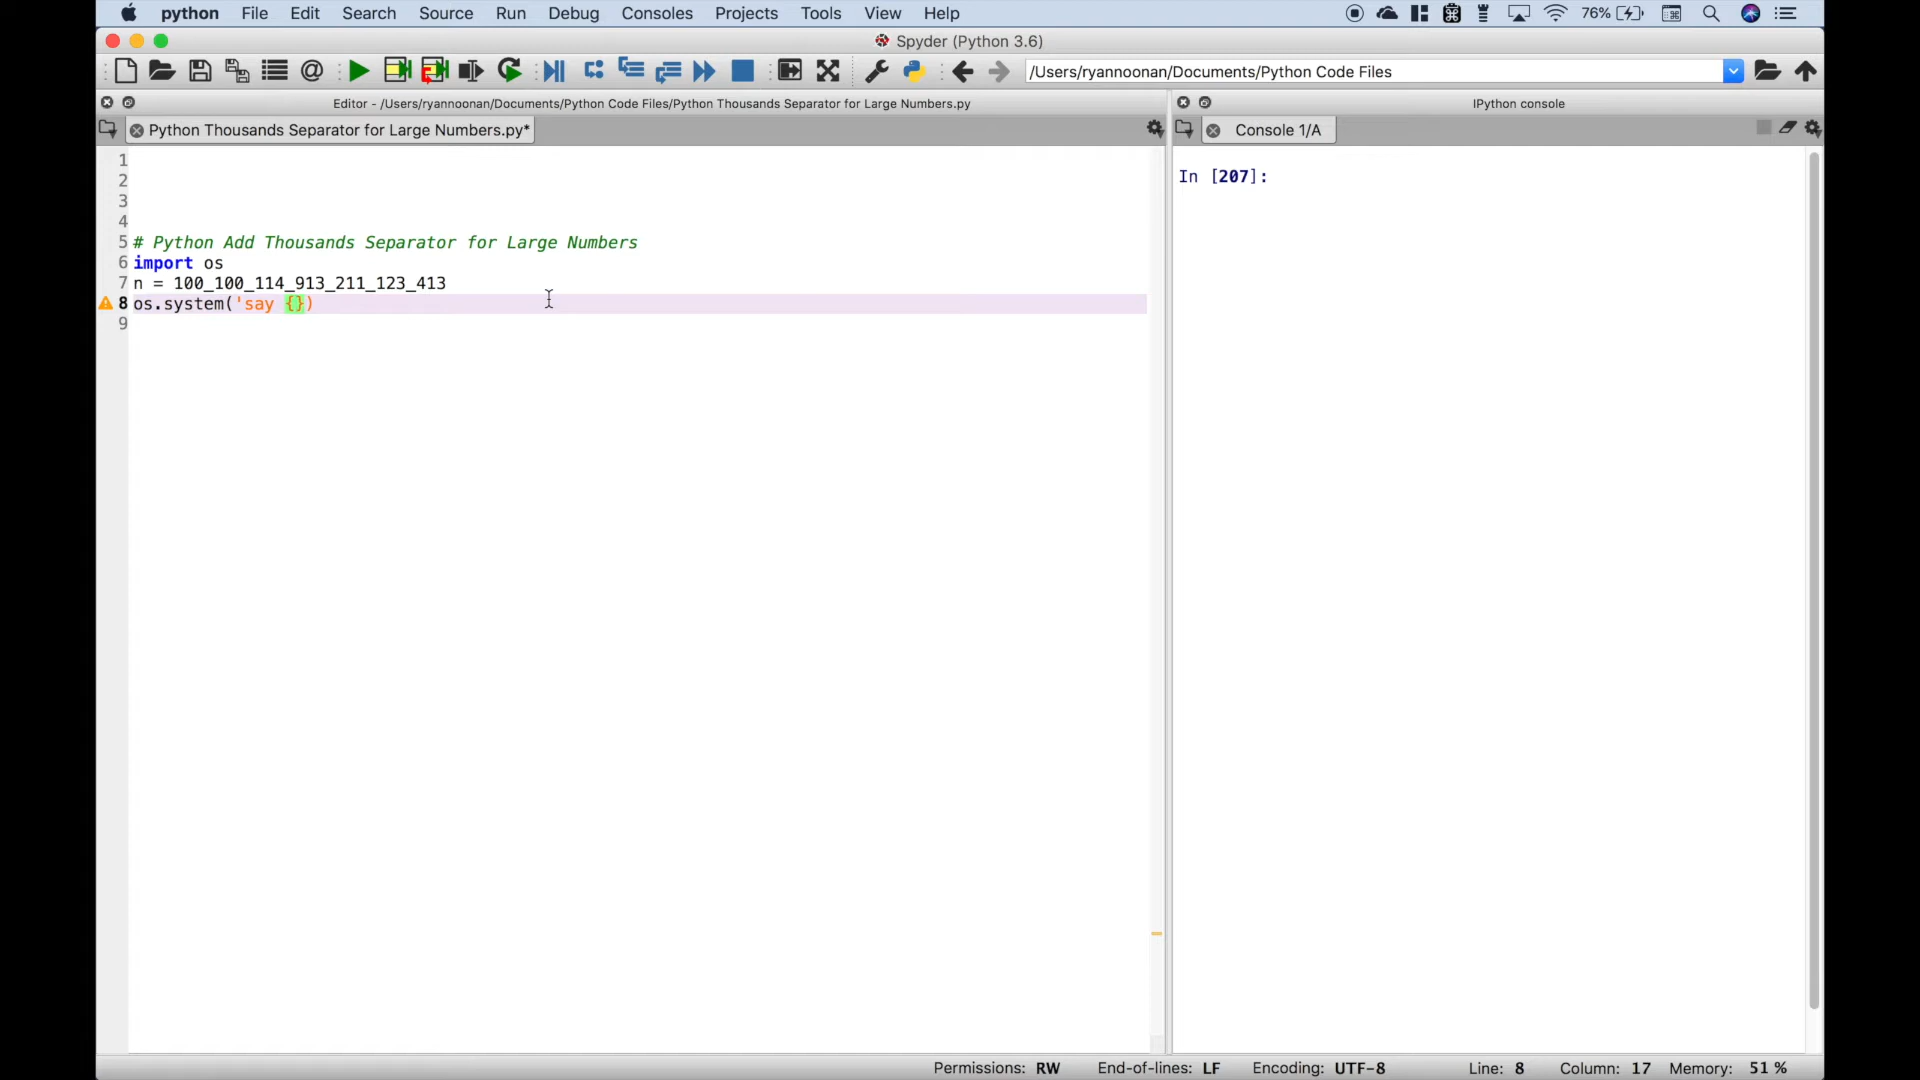 python File Edit Search Source Run Debug Consoles Projects Tools View Help 76%
Spyder (Python 3.6)
/Users/ryannoonan/Documents/Python Code Files
Editor - /Users/ryannoonan/Documents/Python Code Files/Python Thousands Separator for Large Numbers.py
IPython console
Python Thousands Separator for Large Numbers.py*
Console 1/A
1
2
3
4
5 # Python Add Thousands Separator for Large Numbers
6 import os
7 n = 100_100_114_913_211_123_413
8 os.system('say {})
9
In [207]:
Permissions: RW End-of-lines: LF Encoding: UTF-8 Line: 8 Column: 17 Memory: 51 %